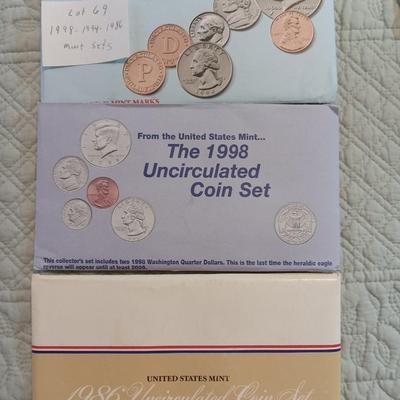 Lot 69
1998-1994-1986
mint sets
P
D
MINT MARKS
From the United States Mint...
The 1998
Uncirculated
Coin Set
This collector's set includes two 1998 Washington Quarter Dollars. This is the last time the heraldic eagle
reverse will appear until at least 2009.
UNITED STATES MINT
1986 Uncirculated Coin Set